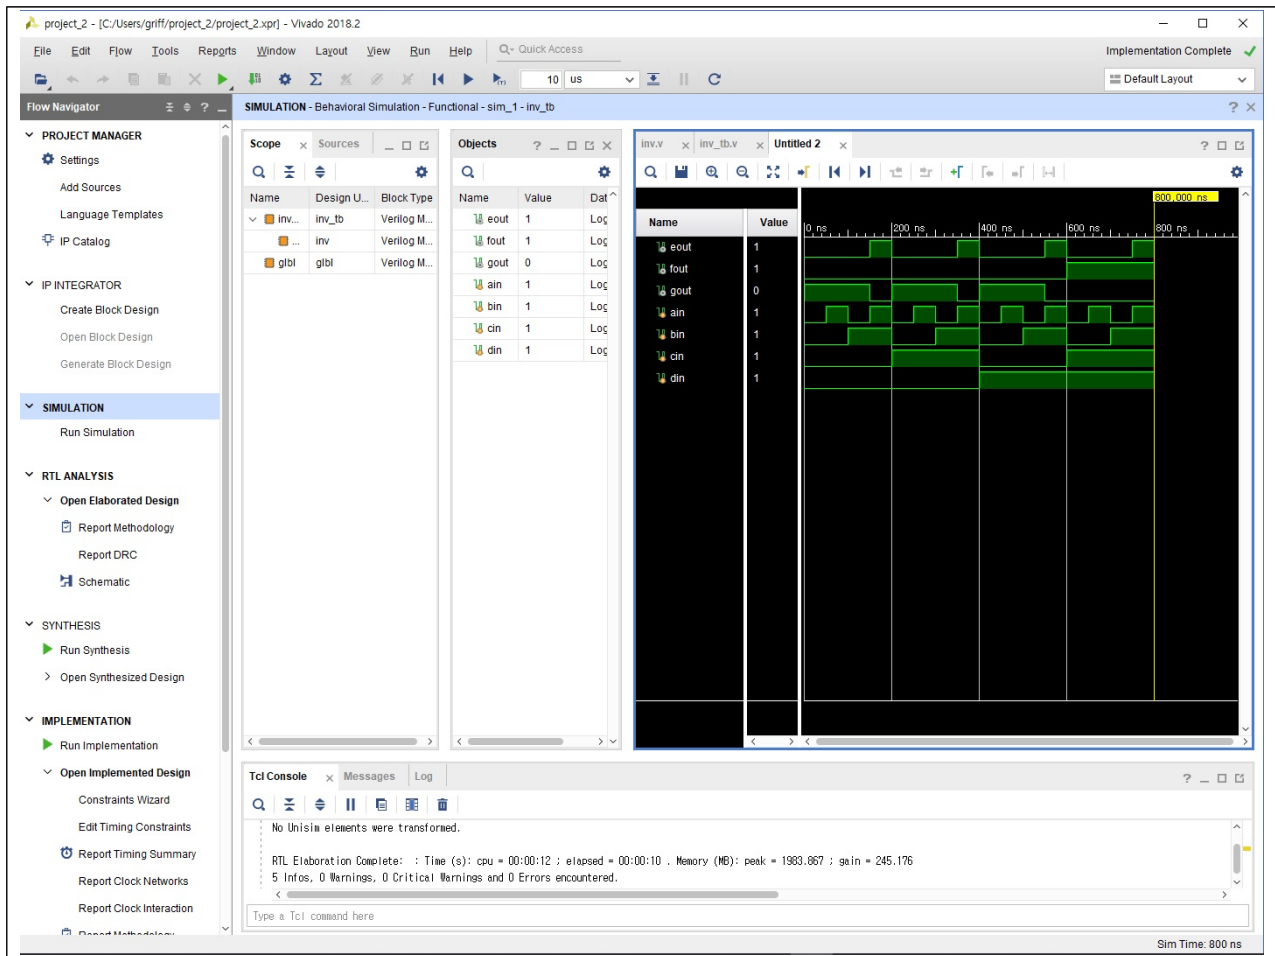 project_2 - [C:/Users/griff/project_2/project_2.xpr] - Vivado 2018.2
File Edit Flow Tools Reports Window Layout View Run Help Quick Access
Implementation Complete
10 us
Default Layout
Flow Navigator
SIMULATION - Behavioral Simulation - Functional - sim_1 - inv_tb
PROJECT MANAGER
Settings
Add Sources
Language Templates
IP Catalog
IP INTEGRATOR
Create Block Design
Open Block Design
Generate Block Design
SIMULATION
Run Simulation
RTL ANALYSIS
Open Elaborated Design
Report Methodology
Report DRC
Schematic
SYNTHESIS
Run Synthesis
Open Synthesized Design
IMPLEMENTATION
Run Implementation
Open Implemented Design
Constraints Wizard
Edit Timing Constraints
Report Timing Summary
Report Clock Networks
Report Clock Interaction
Report Methodology
Scope Sources
Name Design U... Block Type
inv... inv_tb Verilog M...
... inv Verilog M...
glbl glbl Verilog M...
Objects
Name Value Dat
eout 1 Log
fout 1 Log
gout 0 Log
ain 1 Log
bin 1 Log
cin 1 Log
din 1 Log
inv.v inv_tb.v Untitled 2
800.000 ns
Name Value
0 ns 200 ns 400 ns 600 ns 800 ns
eout 1
fout 1
gout 0
ain 1
bin 1
cin 1
din 1
Tcl Console Messages Log
No Unisim elements were transformed.
RTL Elaboration Complete: : Time (s): cpu = 00:00:12 ; elapsed = 00:00:10 . Memory (MB): peak = 1983.867 ; gain = 245.176
5 Infos, 0 Warnings, 0 Critical Warnings and 0 Errors encountered.
Type a Tcl command here
Sim Time: 800 ns